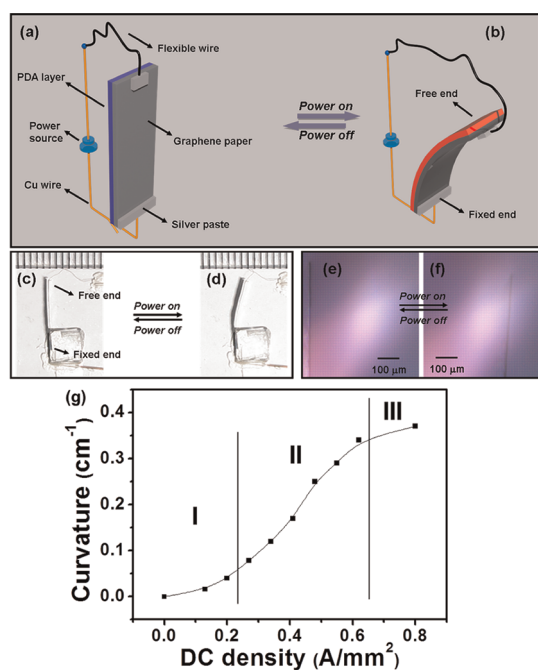 (a)
Flexible wire
PDA layer
Power source
Graphene paper
Cu wire
Silver paste
Power on
Power off
(b)
Free end
Fixed end
(c)
Free end
Fixed end
Power on
Power off
(d)
(e)
100 μm
Power on
Power off
(f)
100 μm
(g)
Curvature (cm⁻¹)
0.4
0.3
0.2
0.1
0.0
I
II
III
0.0 0.2 0.4 0.6 0.8
DC density (A/mm²)